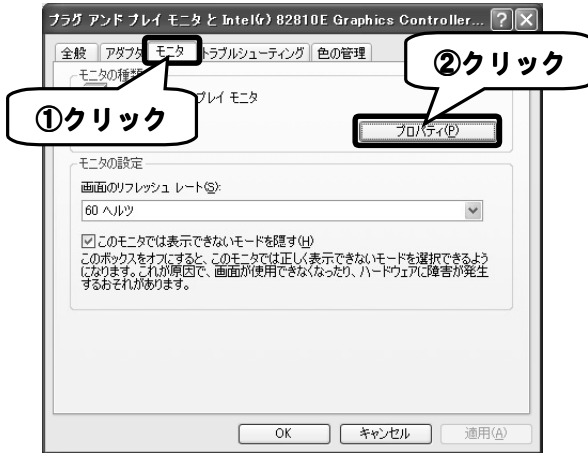 プラグ アンド プレイ モニタ と Intel(r) 82810E Graphics Controller...
全般 アダプタ モニタ トラブルシューティング 色の管理
②クリック
モニタの種類
プレイ モニタ
①クリック
プロパティ(P)
モニタの設定
画面のリフレッシュ レート(S):
60 ヘルツ
このモニタでは表示できないモードを隠す(H)
このボックスをオフにすると、このモニタでは正しく表示できないモードを選択できるよう
になります。これが原因で、画面が使用できなくなったり、ハードウェアに障害が発生
するおそれがあります。
OK キャンセル 適用(A)